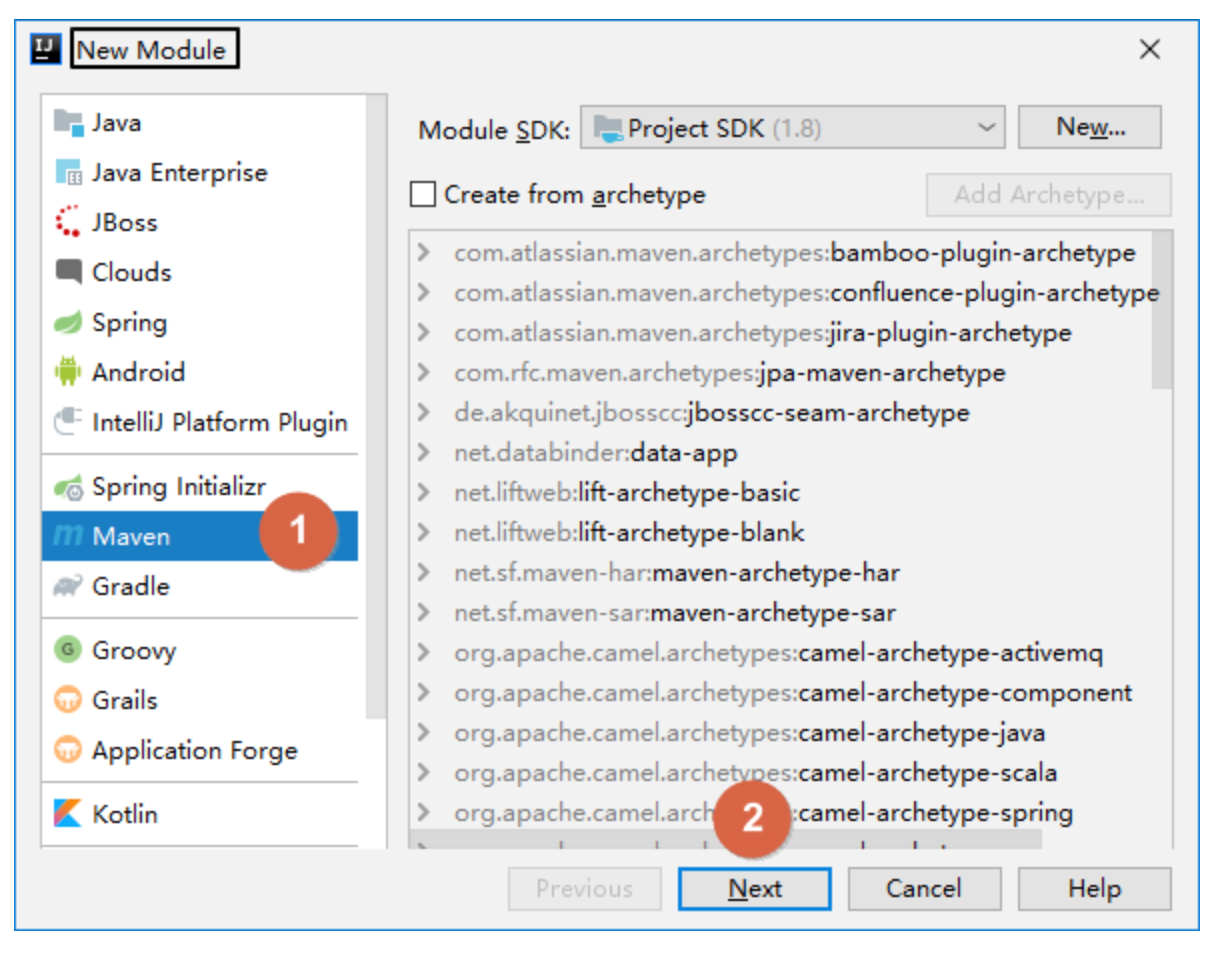 New Module
Java
Java Enterprise
JBoss
Clouds
Spring
Android
IntelliJ Platform Plugin
Spring Initializr
Maven
1
Gradle
Groovy
Grails
Application Forge
Kotlin
Module SDK: Project SDK (1.8) New...
Create from archetype Add Archetype...
com.atlassian.maven.archetypes:bamboo-plugin-archetype
com.atlassian.maven.archetypes:confluence-plugin-archetype
com.atlassian.maven.archetypes:jira-plugin-archetype
com.rfc.maven.archetypes:jpa-maven-archetype
de.akquinet.jbosscc:jbosscc-seam-archetype
net.databinder:data-app
net.liftweb:lift-archetype-basic
net.liftweb:lift-archetype-blank
net.sf.maven-har:maven-archetype-har
net.sf.maven-sar:maven-archetype-sar
org.apache.camel.archetypes:camel-archetype-activemq
org.apache.camel.archetypes:camel-archetype-component
org.apache.camel.archetypes:camel-archetype-java
org.apache.camel.archetypes:camel-archetype-scala
org.apache.camel.arch :camel-archetype-spring
2
Previous Next Cancel Help